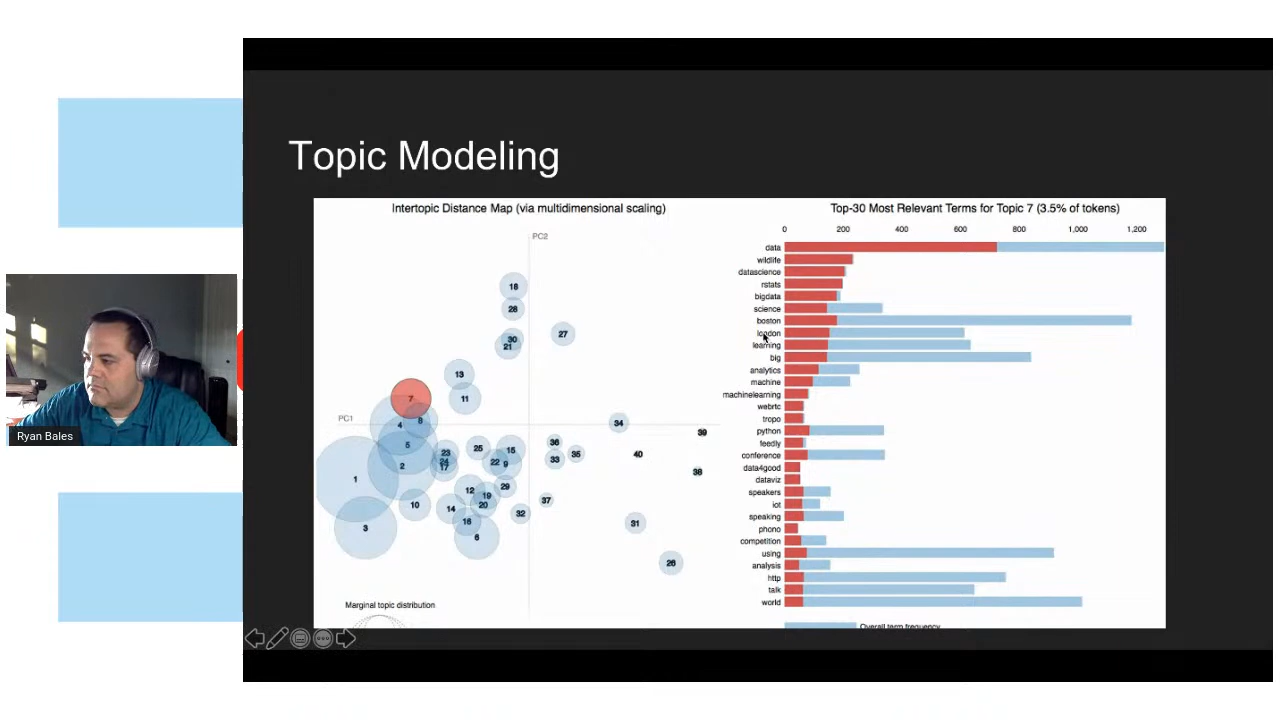 Topic Modeling
Intertopic Distance Map (via multidimensional scaling)
PC2
PC1
18
28
30
21
27
13
7
11
8
4
34
39
5
25
15
36
40
23
24
17
2
22
9
33
35
38
1
12
19
29
10
14
20
37
16
32
3
6
31
26
Marginal topic distribution
Top-30 Most Relevant Terms for Topic 7 (3.5% of tokens)
0 200 400 600 800 1,000 1,200
data
wildlife
datascience
rstats
bigdata
science
boston
london
learning
big
analytics
machine
machinelearning
webrtc
tropo
python
feedly
conference
data4good
dataviz
speakers
iot
speaking
phono
competition
using
analysis
http
talk
world
Overall term frequency
Ryan Bales